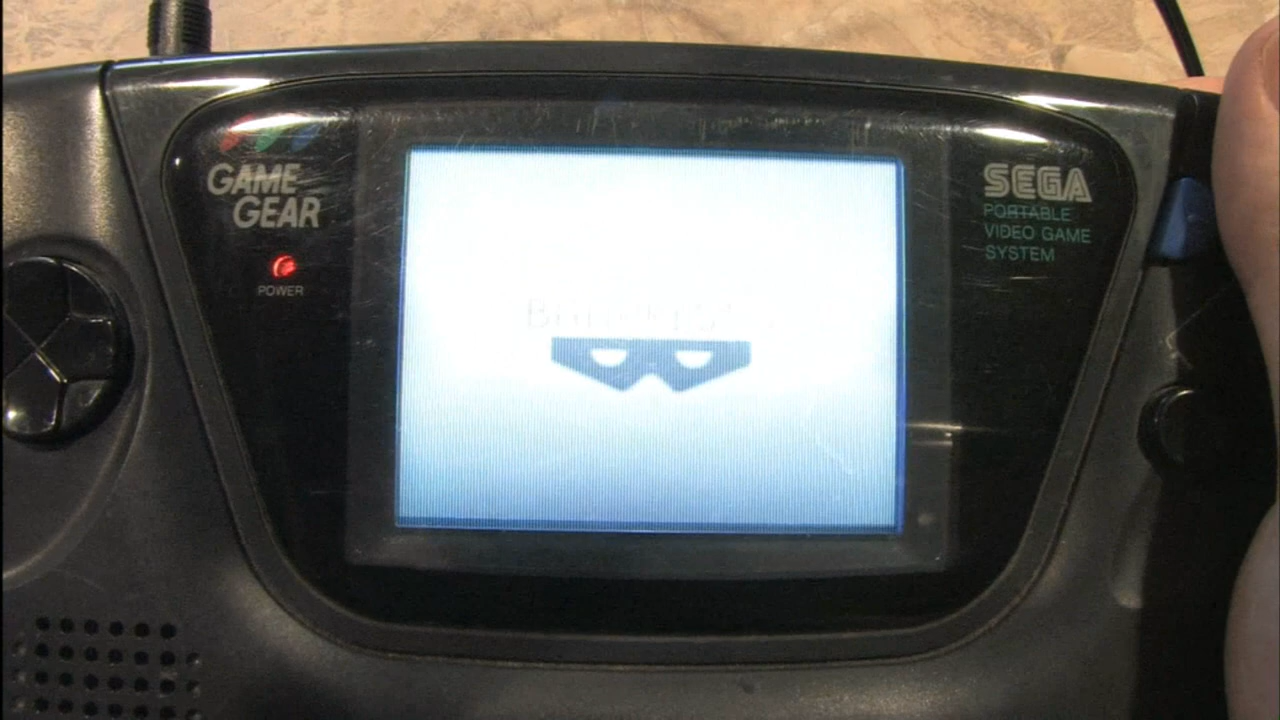 GAME
GEAR
POWER
SEGA
PORTABLE
VIDEO GAME
SYSTEM